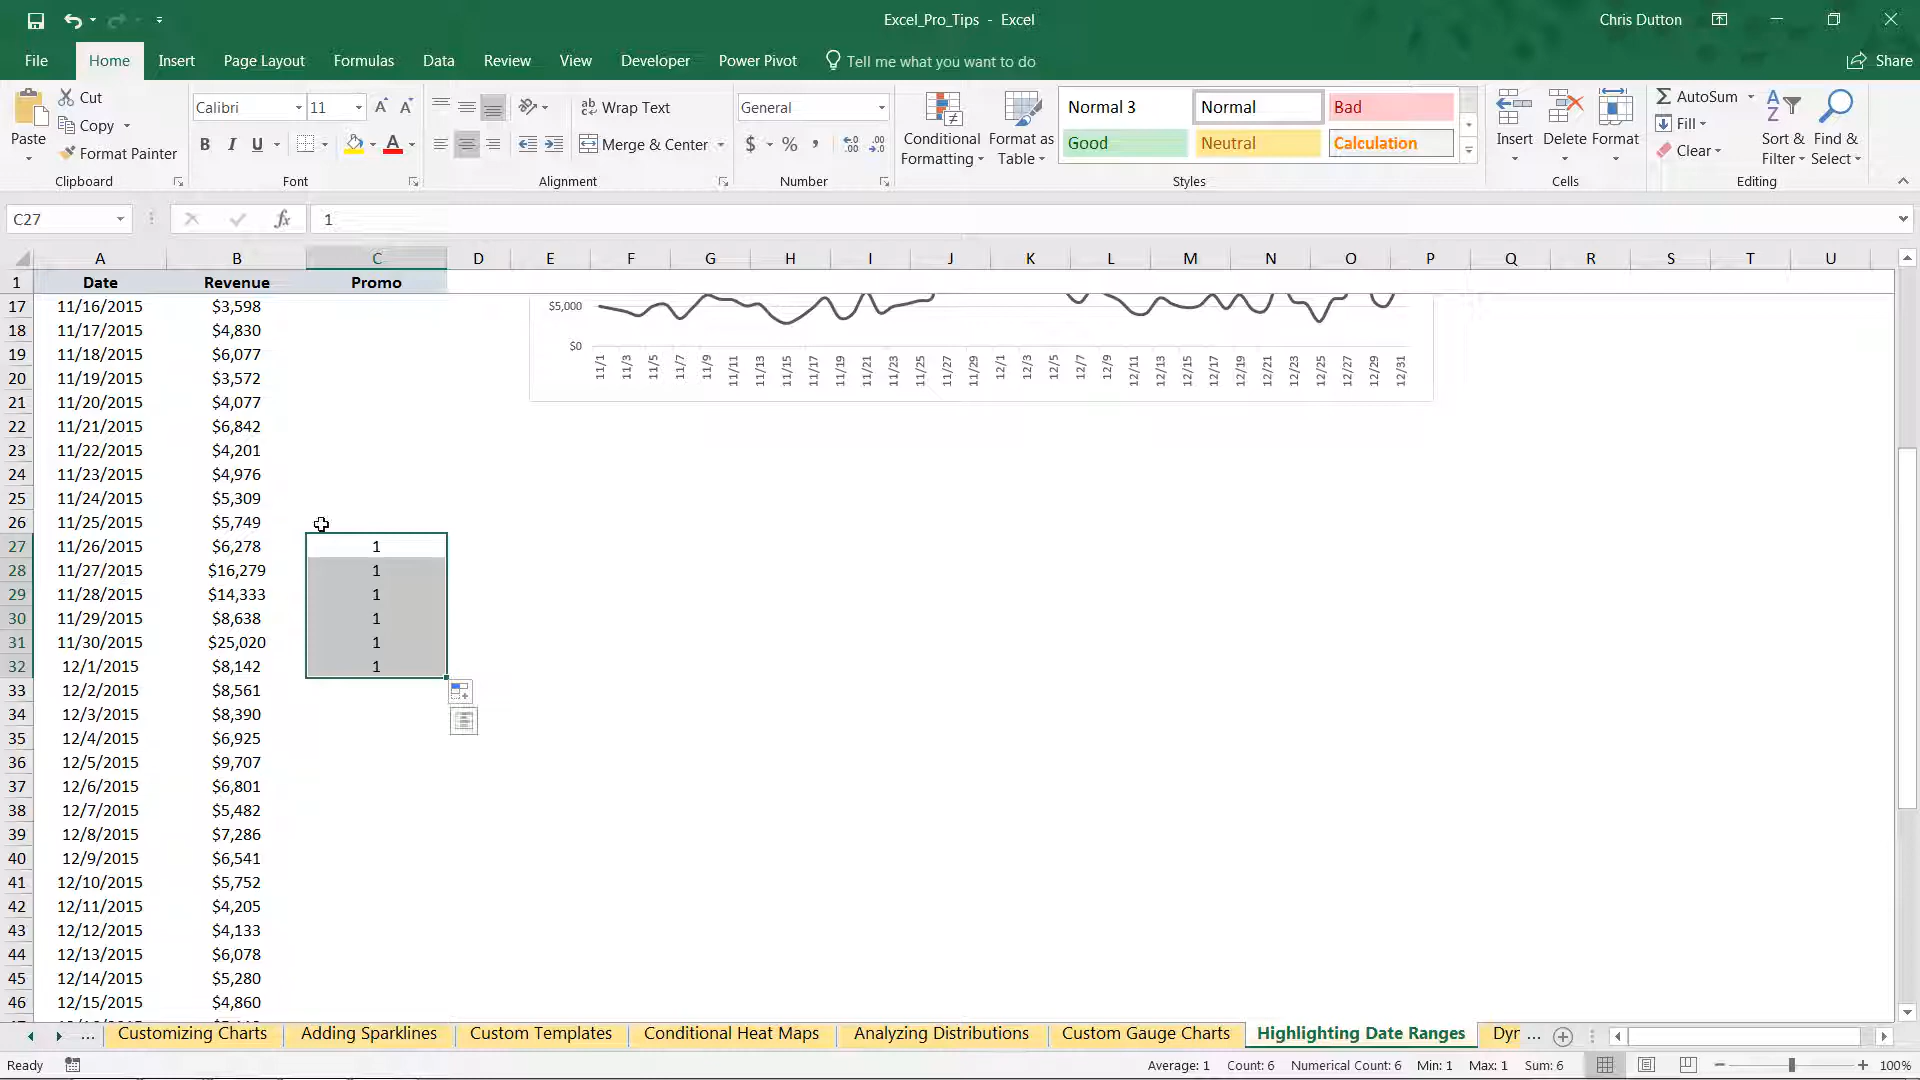 Excel_Pro_Tips - Excel
Chris Dutton
File Home Insert Page Layout Formulas Data Review View Developer Power Pivot Tell me what you want to do Share
Paste
Cut
Copy
Format Painter
Clipboard
Calibri 11
B I U
Font
Wrap Text
Merge & Center
Alignment
General
$ % ,
Number
Conditional Formatting
Format as Table
Normal 3 Normal Bad
Good Neutral Calculation
Styles
Insert Delete Format
Cells
AutoSum
Fill
Clear
Sort & Filter
Find & Select
Editing
C27 fx 1
A B C D E F G H I J K L M N O P Q R S T U
1 Date Revenue Promo
17 11/16/2015 $3,598
18 11/17/2015 $4,830
19 11/18/2015 $6,077
20 11/19/2015 $3,572
21 11/20/2015 $4,077
22 11/21/2015 $6,842
23 11/22/2015 $4,201
24 11/23/2015 $4,976
25 11/24/2015 $5,309
26 11/25/2015 $5,749
27 11/26/2015 $6,278 1
28 11/27/2015 $16,279 1
29 11/28/2015 $14,333 1
30 11/29/2015 $8,638 1
31 11/30/2015 $25,020 1
32 12/1/2015 $8,142 1
33 12/2/2015 $8,561
34 12/3/2015 $8,390
35 12/4/2015 $6,925
36 12/5/2015 $9,707
37 12/6/2015 $6,801
38 12/7/2015 $5,482
39 12/8/2015 $7,286
40 12/9/2015 $6,541
41 12/10/2015 $5,752
42 12/11/2015 $4,205
43 12/12/2015 $4,133
44 12/13/2015 $6,078
45 12/14/2015 $5,280
46 12/15/2015 $4,860
$5,000
$0
11/1 11/3 11/5 11/7 11/9 11/11 11/13 11/15 11/17 11/19 11/21 11/23 11/25 11/27 11/29 12/1 12/3 12/5 12/7 12/9 12/11 12/13 12/15 12/17 12/19 12/21 12/23 12/25 12/27 12/29 12/31
... Customizing Charts Adding Sparklines Custom Templates Conditional Heat Maps Analyzing Distributions Custom Gauge Charts Highlighting Date Ranges Dyr ...
Ready Average: 1 Count: 6 Numerical Count: 6 Min: 1 Max: 1 Sum: 6 100%